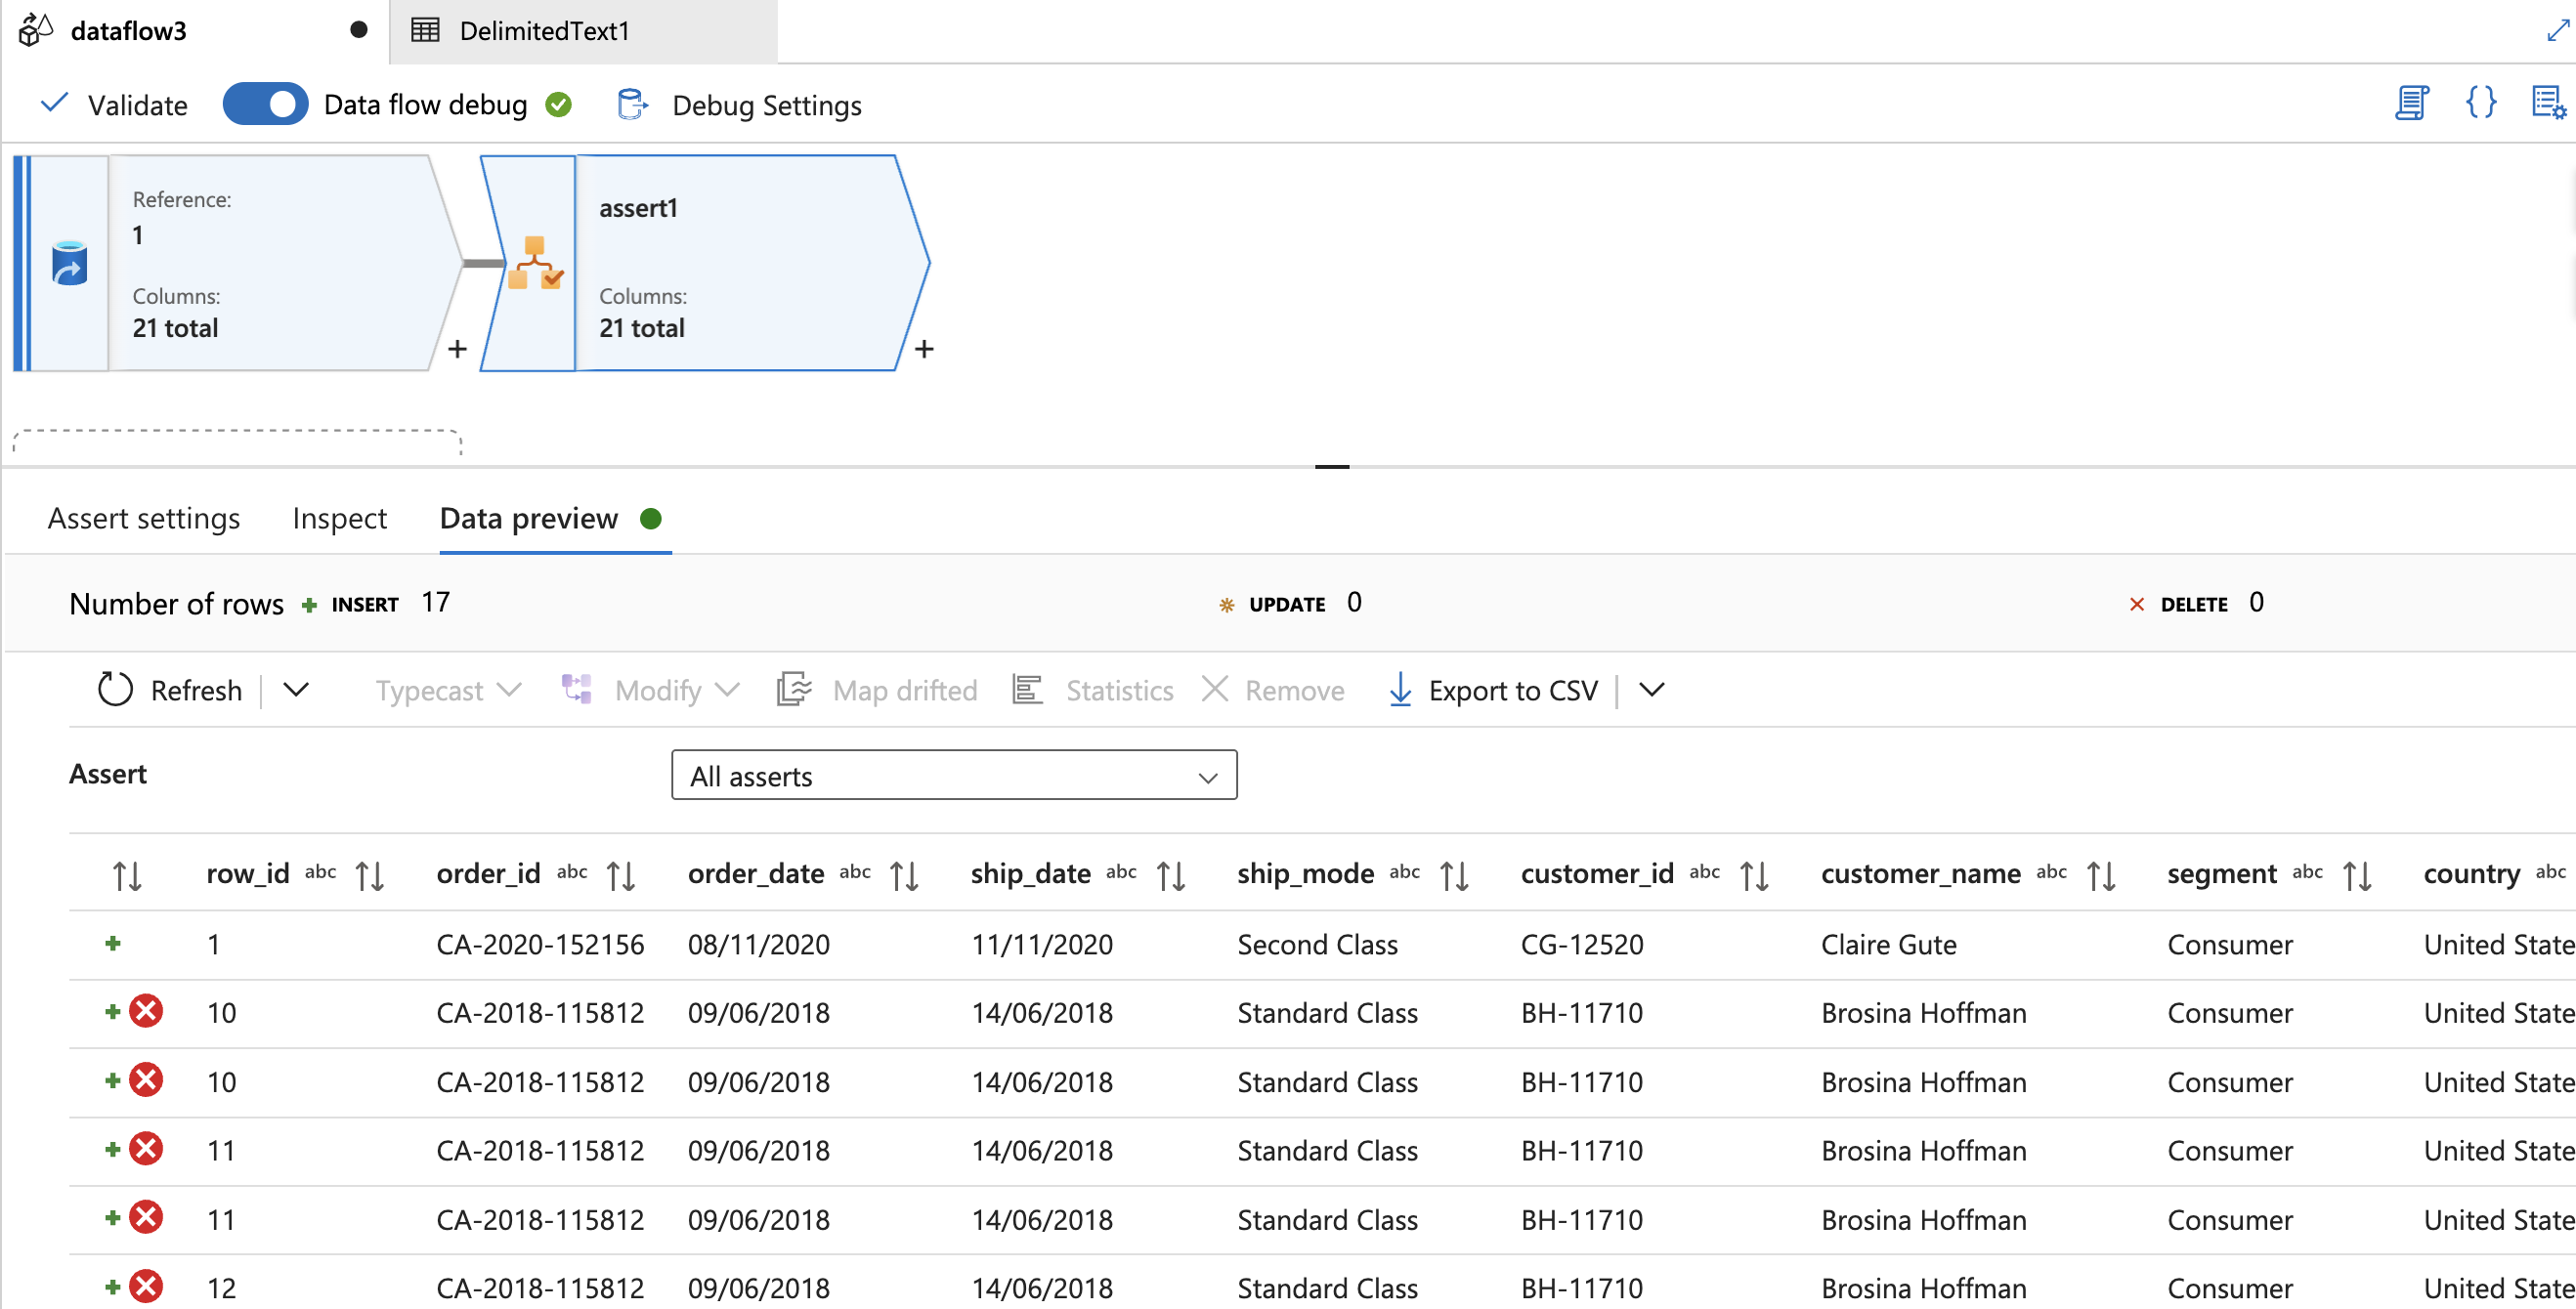 dataflow3 DelimitedText1
Validate Data flow debug Debug Settings
Reference:
1
Columns:
21 total
assert1
Columns:
21 total
Assert settings Inspect Data preview
Number of rows INSERT 17 UPDATE 0 DELETE 0
Refresh Typecast Modify Map drifted Statistics Remove Export to CSV
Assert All asserts
row_id abc order_id abc order_date abc ship_date abc ship_mode abc customer_id abc customer_name abc segment abc country abc
1 CA-2020-152156 08/11/2020 11/11/2020 Second Class CG-12520 Claire Gute Consumer United State
10 CA-2018-115812 09/06/2018 14/06/2018 Standard Class BH-11710 Brosina Hoffman Consumer United State
10 CA-2018-115812 09/06/2018 14/06/2018 Standard Class BH-11710 Brosina Hoffman Consumer United State
11 CA-2018-115812 09/06/2018 14/06/2018 Standard Class BH-11710 Brosina Hoffman Consumer United State
11 CA-2018-115812 09/06/2018 14/06/2018 Standard Class BH-11710 Brosina Hoffman Consumer United State
12 CA-2018-115812 09/06/2018 14/06/2018 Standard Class BH-11710 Brosina Hoffman Consumer United State